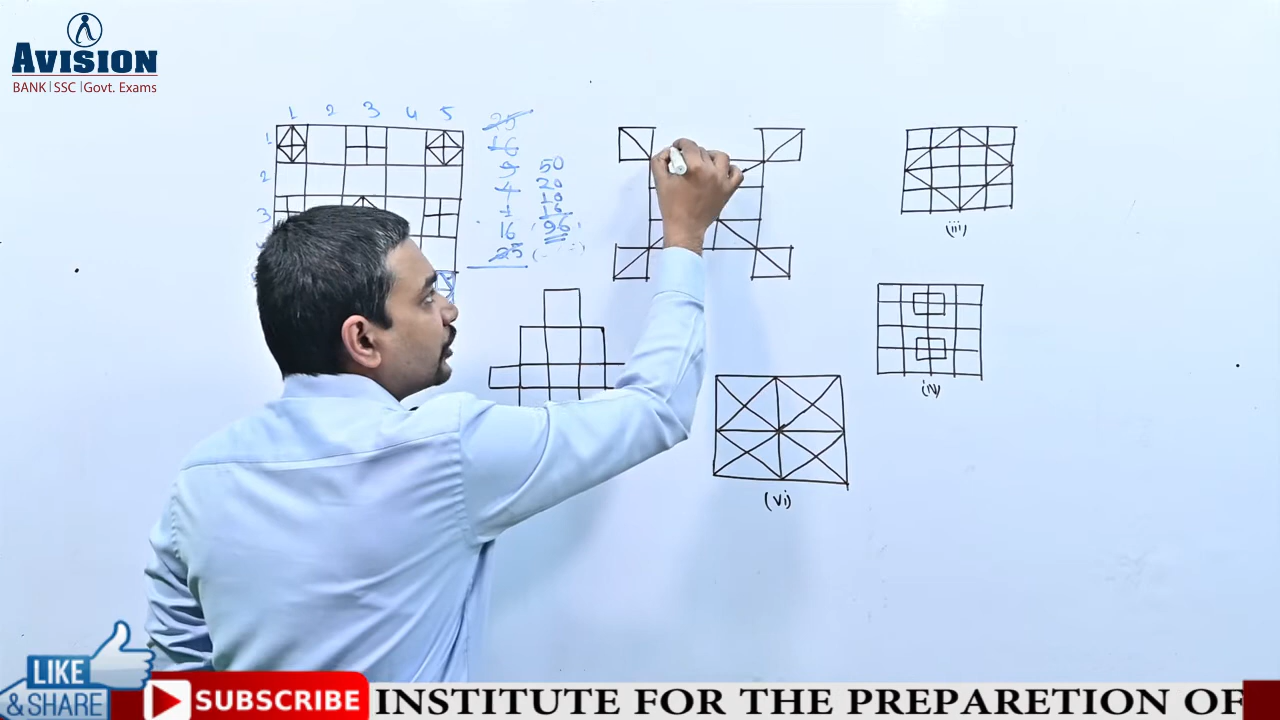 AVISION
BANK | SSC | Govt. Exams
1 2 3 4 5
1
2
3
25
16
9
4
1
16
25
50
20
10
16
96
(iii)
(iv)
(vi)
LIKE
& SHARE
SUBSCRIBE
INSTITUTE FOR THE PREPARETION OF